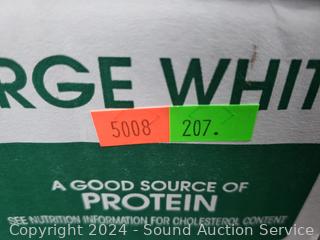 RGE WHIT
5008 207.
A GOOD SOURCE OF
PROTEIN
SEE NUTRITION INFORMATION FOR CHOLESTEROL CONTENT
Copyright 2024 - Sound Auction Service